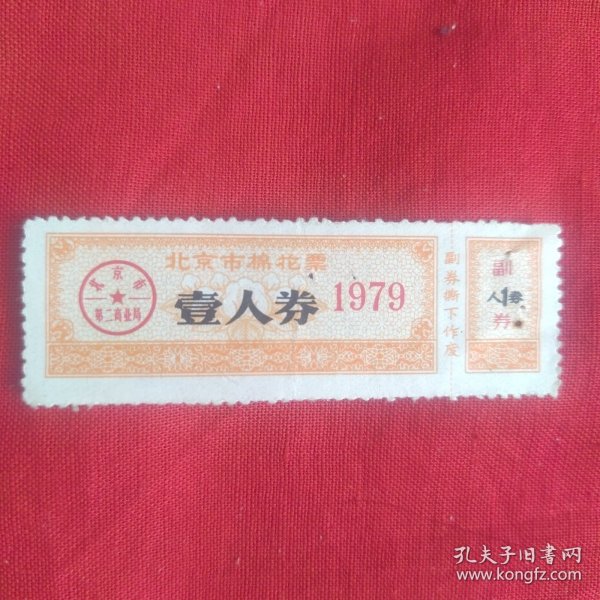 北京市棉花票
北京市
第二商业局
壹人券
1979
副券撕下作废
副
券
孔夫子旧书网
www.kongfz.com